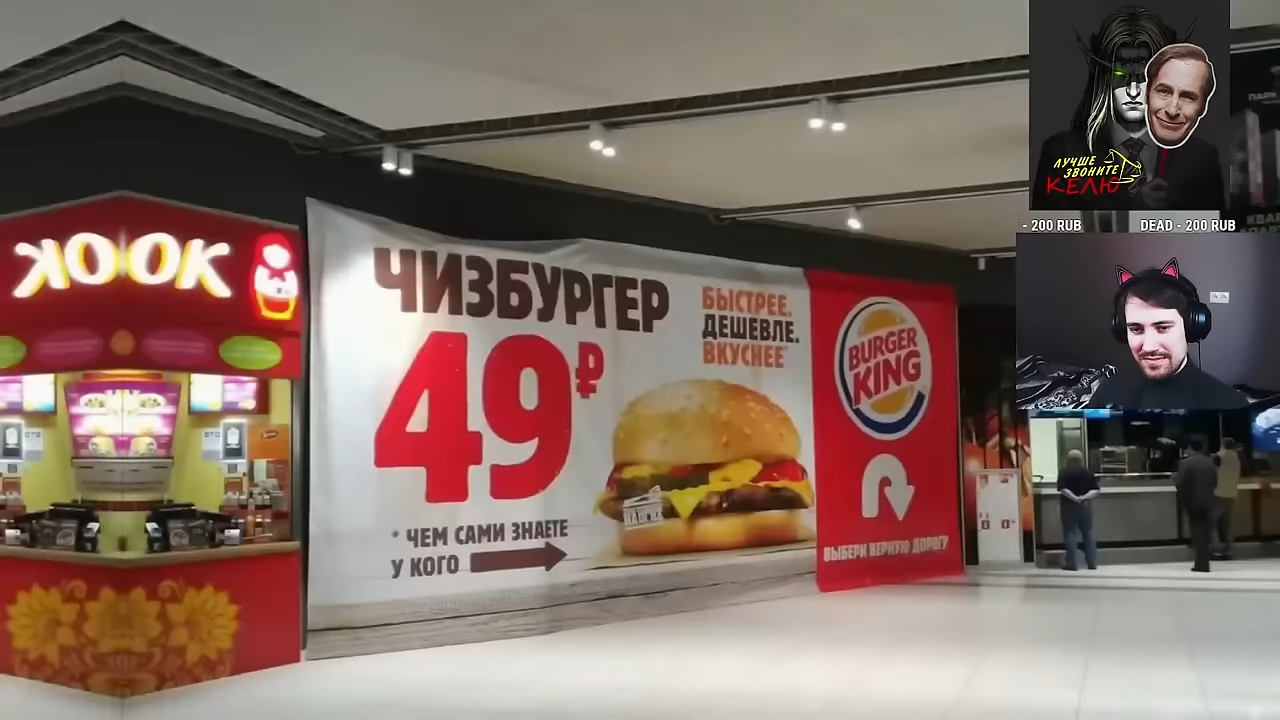 ЖООК
ЧИЗБУРГЕР
49₽
БЫСТРЕЕ.
ДЕШЕВЛЕ.
ВКУСНЕЕ*
* ЧЕМ САМИ ЗНАЕТЕ
У КОГО
BURGER
KING
ВЫБЕРИ ВЕРНУЮ ДОРОГУ
ЛУЧШЕ
ЗВОНИТЕ
КЕЛЮ
- 200 RUB
DEAD - 200 RUB